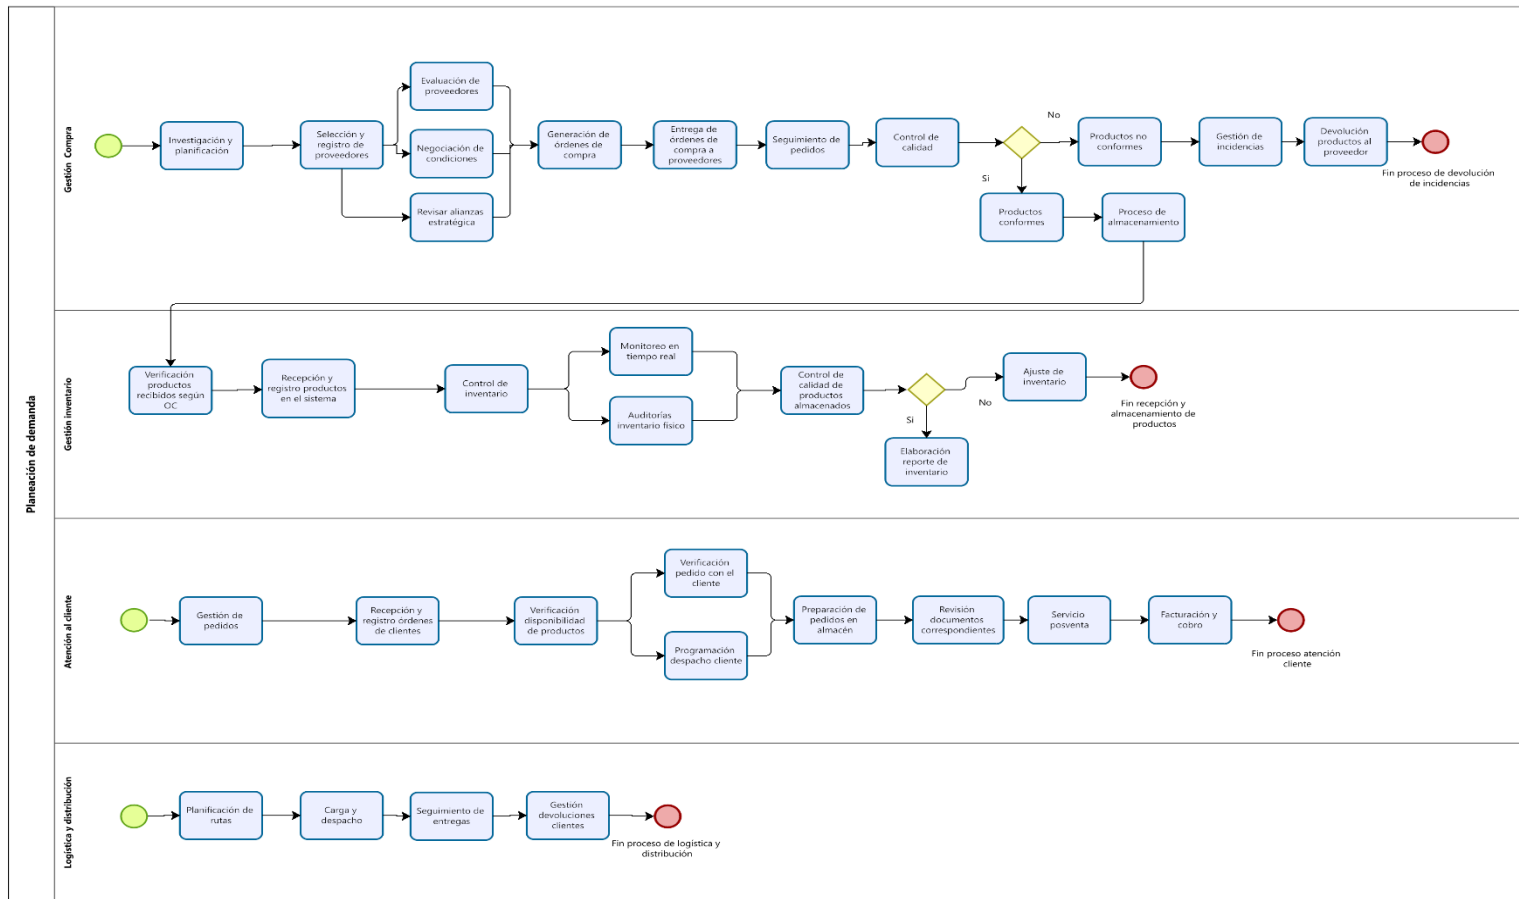 Planeación de demanda
Gestión Compra
Investigación y
planificación
Selección y
registro de
proveedores
Evaluación de
proveedores
Negociación de
condiciones
Revisar alianzas
estratégica
Generación de
órdenes de
compra
Entrega de
órdenes de
compra a
proveedores
Seguimiento de
pedidos
Control de
calidad
No
Si
Productos no
conformes
Gestión de
incidencias
Devolución
productos al
proveedor
Fin proceso de devolución
de incidencias
Productos
conformes
Proceso de
almacenamiento
Gestión inventario
Verificación
productos
recibidos según
OC
Recepción y
registro productos
en el sistema
Control de
inventario
Monitoreo en
tiempo real
Auditorías
inventario físico
Control de
calidad de
productos
almacenados
No
Si
Ajuste de
inventario
Fin recepción y
almacenamiento de
productos
Elaboración
reporte de
inventario
Atención al cliente
Gestión de
pedidos
Recepción y
registro órdenes
de clientes
Verificación
disponibilidad
de productos
Verificación
pedido con el
cliente
Programación
despacho cliente
Preparación de
pedidos en
almacén
Revisión
documentos
correspondientes
Servicio
posventa
Facturación y
cobro
Fin proceso atención
cliente
Logística y distribución
Planificación de
rutas
Carga y
despacho
Seguimiento de
entregas
Gestión
devoluciones
clientes
Fin proceso de logística y
distribución